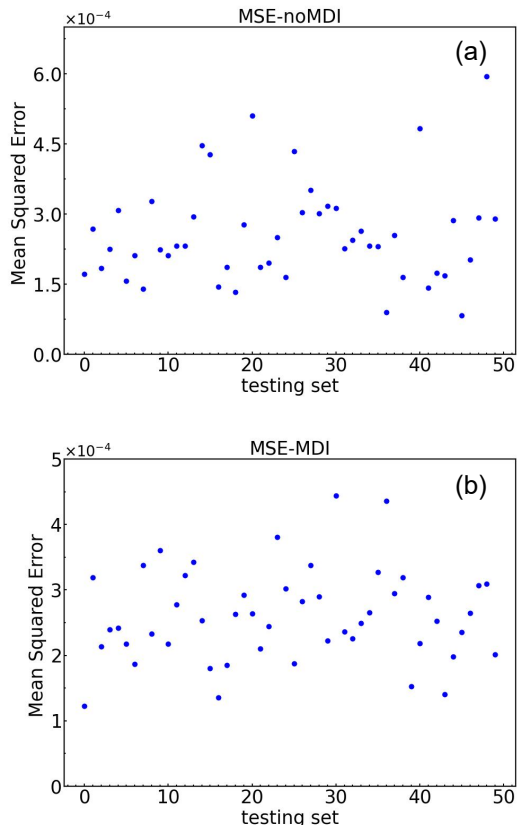 MSE-noMDI
×10⁻⁴
(a)
6.0
4.5
3.0
1.5
0.0
Mean Squared Error
0 10 20 30 40 50
testing set
MSE-MDI
×10⁻⁴
(b)
5
4
3
2
1
0
Mean Squared Error
0 10 20 30 40 50
testing set